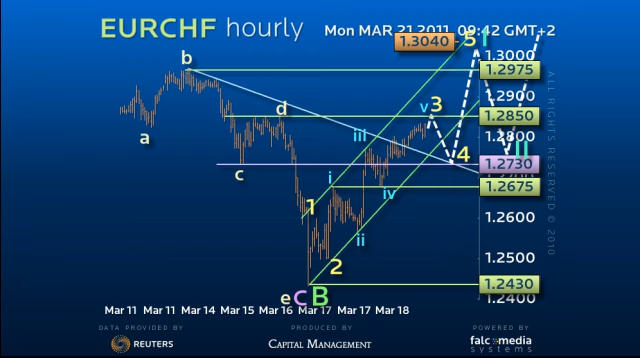 EURCHF hourly
Mon MAR 21 2011 09:42 GMT+2
1.3040
5
I
1.3000
b
1.2975
1.2900
a
d
v
3
1.2850
1.2800
iii
II
4
1.2730
c
i
iv
1.2675
1
1.2600
ii
2
1.2500
1.2430
1.2400
e
C
B
Mar 11 Mar 11 Mar 14 Mar 15 Mar 16 Mar 17 Mar 17 Mar 18
ALL RIGHTS RESERVED © 2010
DATA PROVIDED BY
PRODUCED BY
POWERED BY
REUTERS
CAPITAL MANAGEMENT
falc media
systems